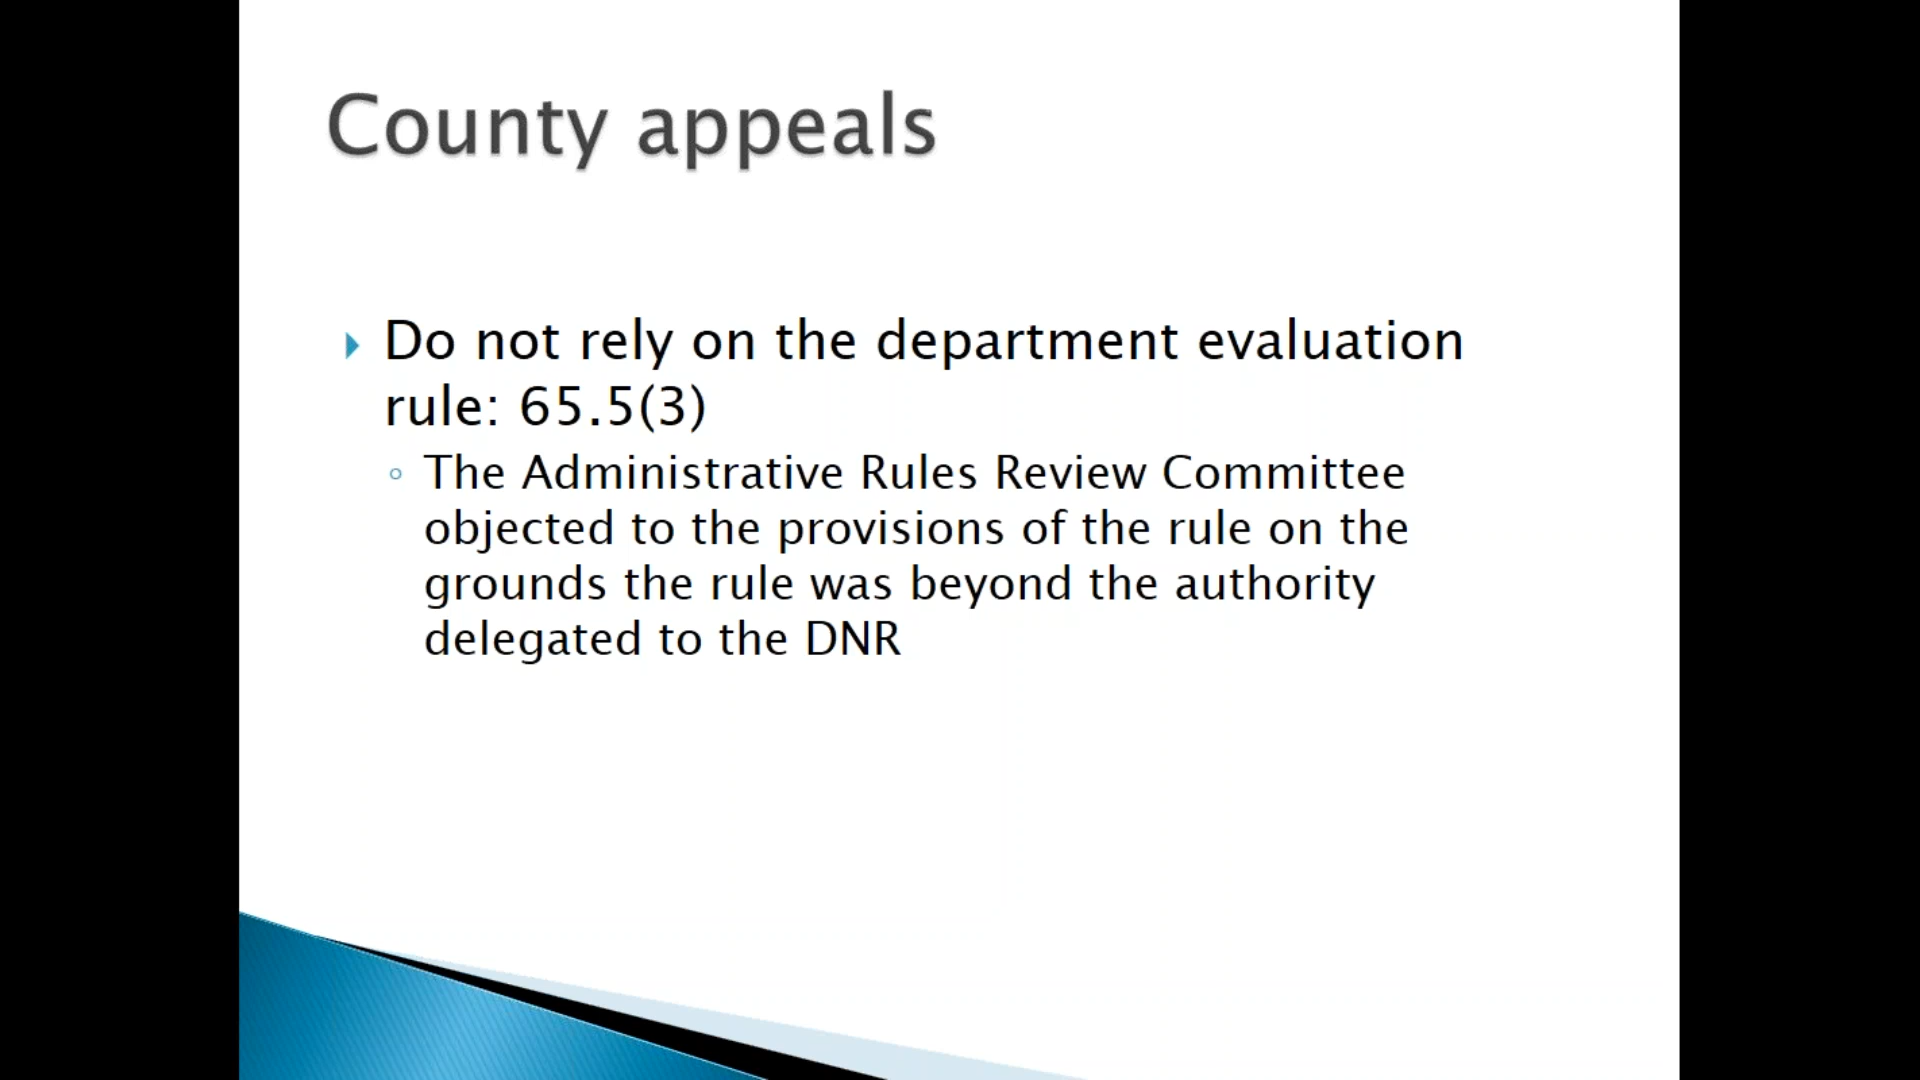 County appeals
Do not rely on the department evaluation
rule: 65.5(3)
The Administrative Rules Review Committee
objected to the provisions of the rule on the
grounds the rule was beyond the authority
delegated to the DNR